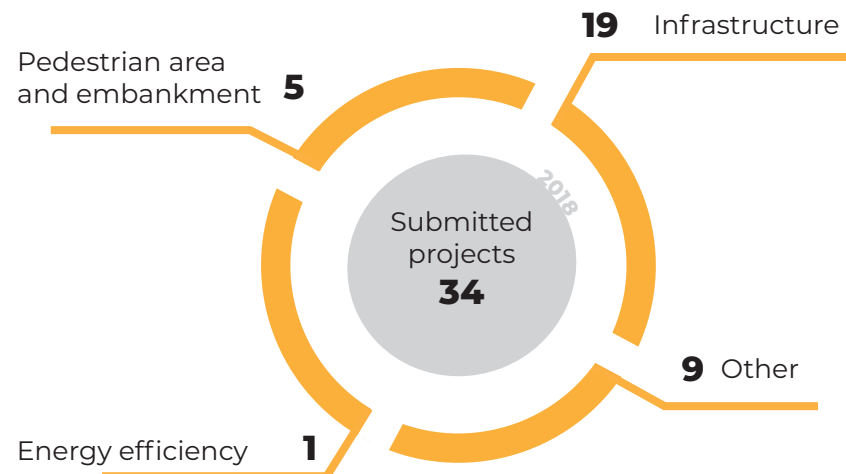 19 Infrastructure
Pedestrian area
and embankment 5
2018
Submitted
projects
34
9 Other
Energy efficiency 1